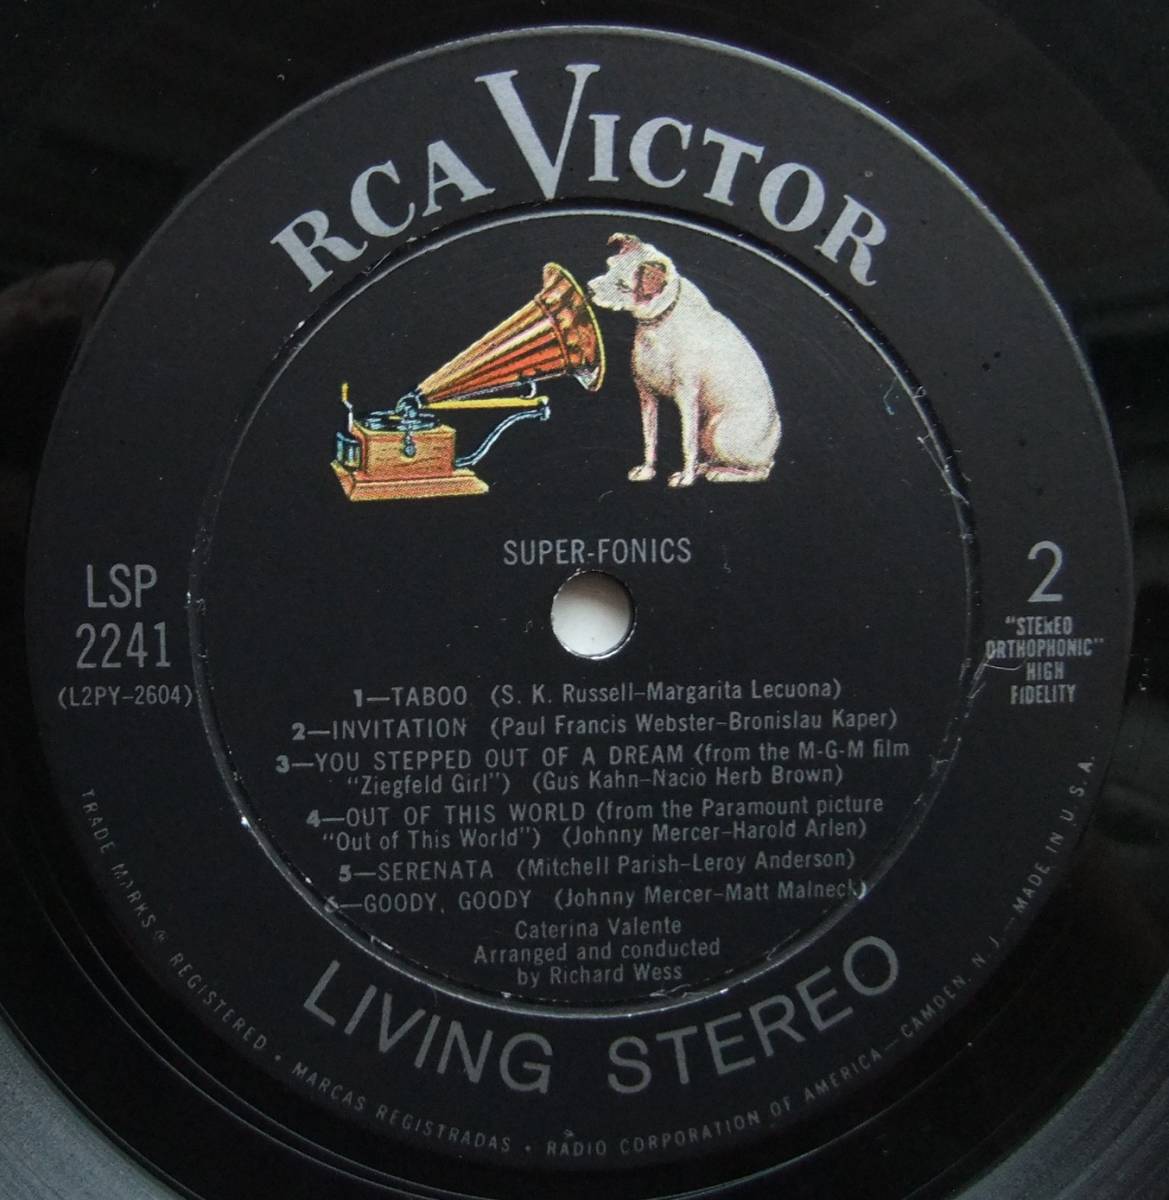 RCA VICTOR
SUPER-FONICS
LSP
2241
(L2PY-2604)
2
"STEREO
ORTHOPHONIC"
HIGH
FIDELITY
1—TABOO (S. K. Russell-Margarita Lecuona)
2—INVITATION (Paul Francis Webster-Bronislau Kaper)
3—YOU STEPPED OUT OF A DREAM (from the M-G-M film
"Ziegfeld Girl") (Gus Kahn-Nacio Herb Brown)
4—OUT OF THIS WORLD (from the Paramount picture
"Out of This World") (Johnny Mercer-Harold Arlen)
5—SERENATA (Mitchell Parish-Leroy Anderson)
6—GOODY, GOODY (Johnny Mercer-Matt Malneck)
Caterina Valente
Arranged and conducted
by Richard Wess
LIVING STEREO
TRADE MARKS ® REGISTERED • MARCAS REGISTRADAS • RADIO CORPORATION OF AMERICA—CAMDEN, N. J.—MADE IN U. S. A.